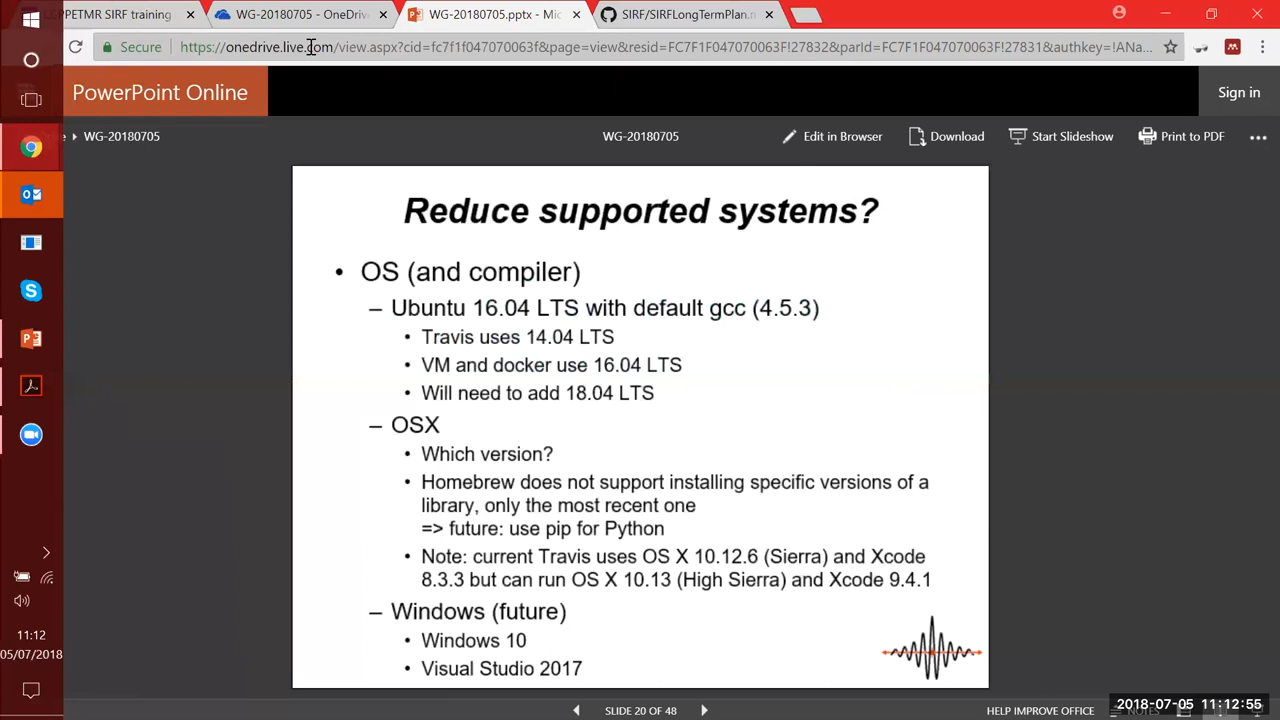 CCPPETMR SIRF training
WG-20180705 - OneDriv
WG-20180705.pptx - Mic
SIRF/SIRFLongTermPlan.
Secure
https://onedrive.live.com/view.aspx?cid=fc7f1f047070063f&page=view&resid=FC7F1F047070063F!27832&parId=FC7F1F047070063F!27831&authkey=!ANa...
PowerPoint Online
Sign in
WG-20180705
WG-20180705
Edit in Browser
Download
Start Slideshow
Print to PDF
Reduce supported systems?
• OS (and compiler)
– Ubuntu 16.04 LTS with default gcc (4.5.3)
• Travis uses 14.04 LTS
• VM and docker use 16.04 LTS
• Will need to add 18.04 LTS
– OSX
• Which version?
• Homebrew does not support installing specific versions of a
library, only the most recent one
=> future: use pip for Python
• Note: current Travis uses OS X 10.12.6 (Sierra) and Xcode
8.3.3 but can run OS X 10.13 (High Sierra) and Xcode 9.4.1
– Windows (future)
• Windows 10
• Visual Studio 2017
11:12
05/07/2018
SLIDE 20 OF 48
HELP IMPROVE OFFICE
NOTES
2018-07-05 11:12:55